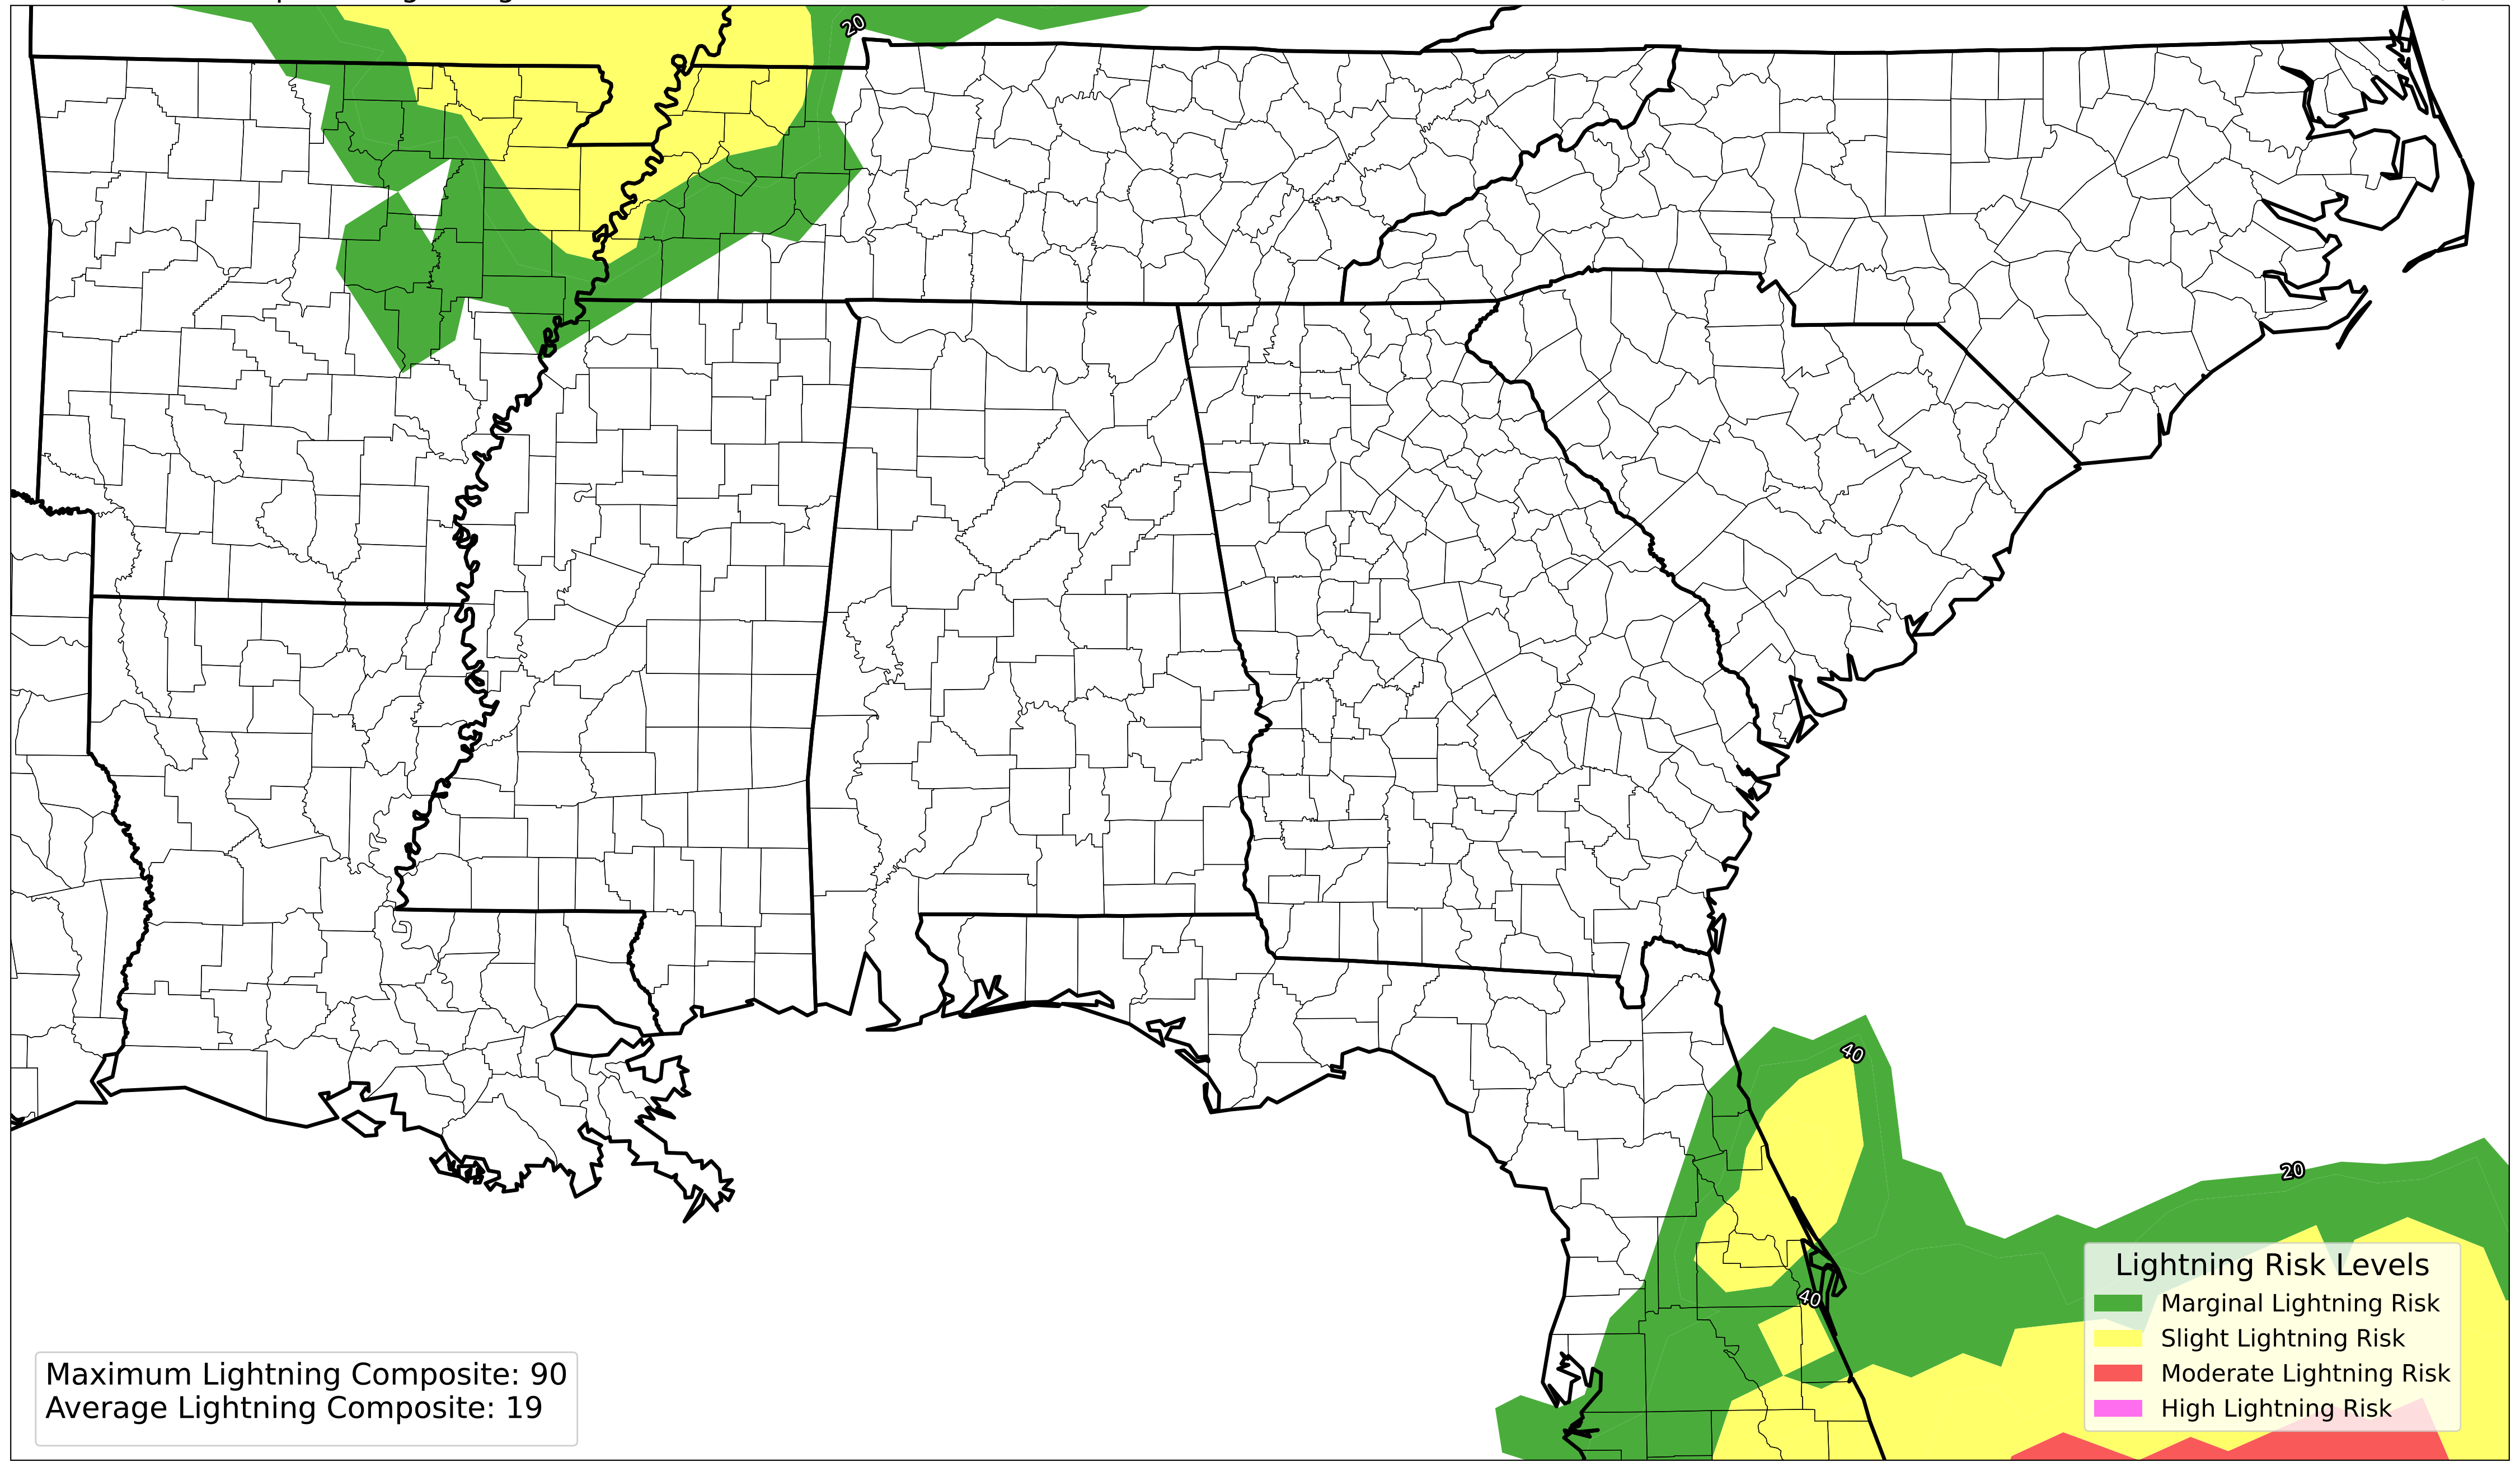 20
40
20
40
Lightning Risk Levels
Marginal Lightning Risk
Slight Lightning Risk
Moderate Lightning Risk
High Lightning Risk
Maximum Lightning Composite: 90
Average Lightning Composite: 19